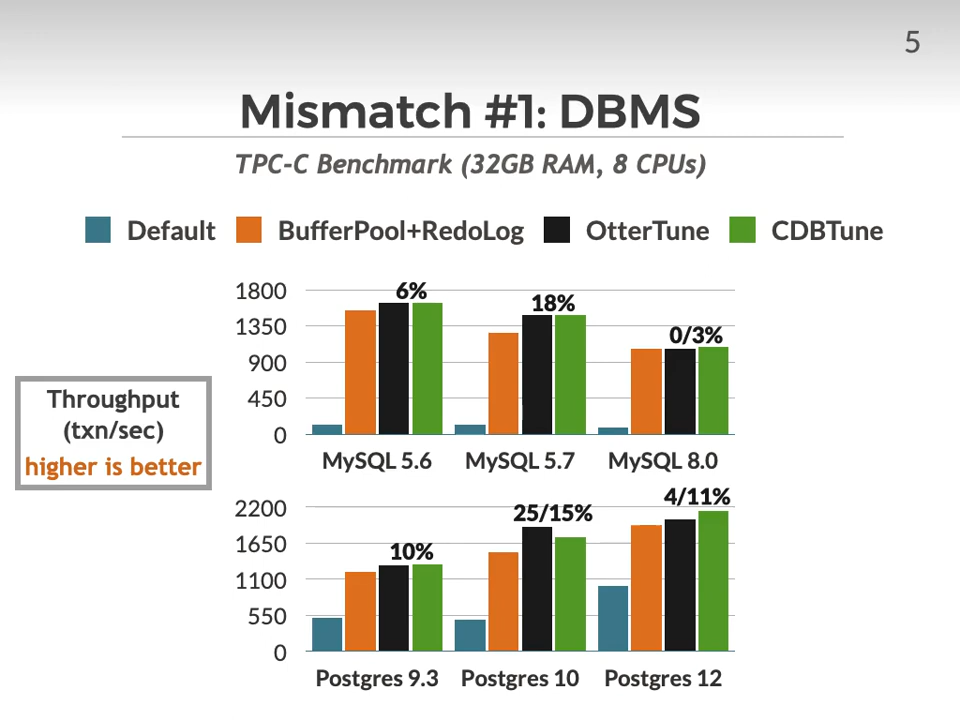 5
Mismatch #1: DBMS
TPC-C Benchmark (32GB RAM, 8 CPUs)
Default BufferPool+RedoLog OtterTune CDBTune
Throughput
(txn/sec)
higher is better
1800
1350
900
450
0
6%
18%
0/3%
MySQL 5.6 MySQL 5.7 MySQL 8.0
2200
1650
1100
550
0
10%
25/15%
4/11%
Postgres 9.3 Postgres 10 Postgres 12